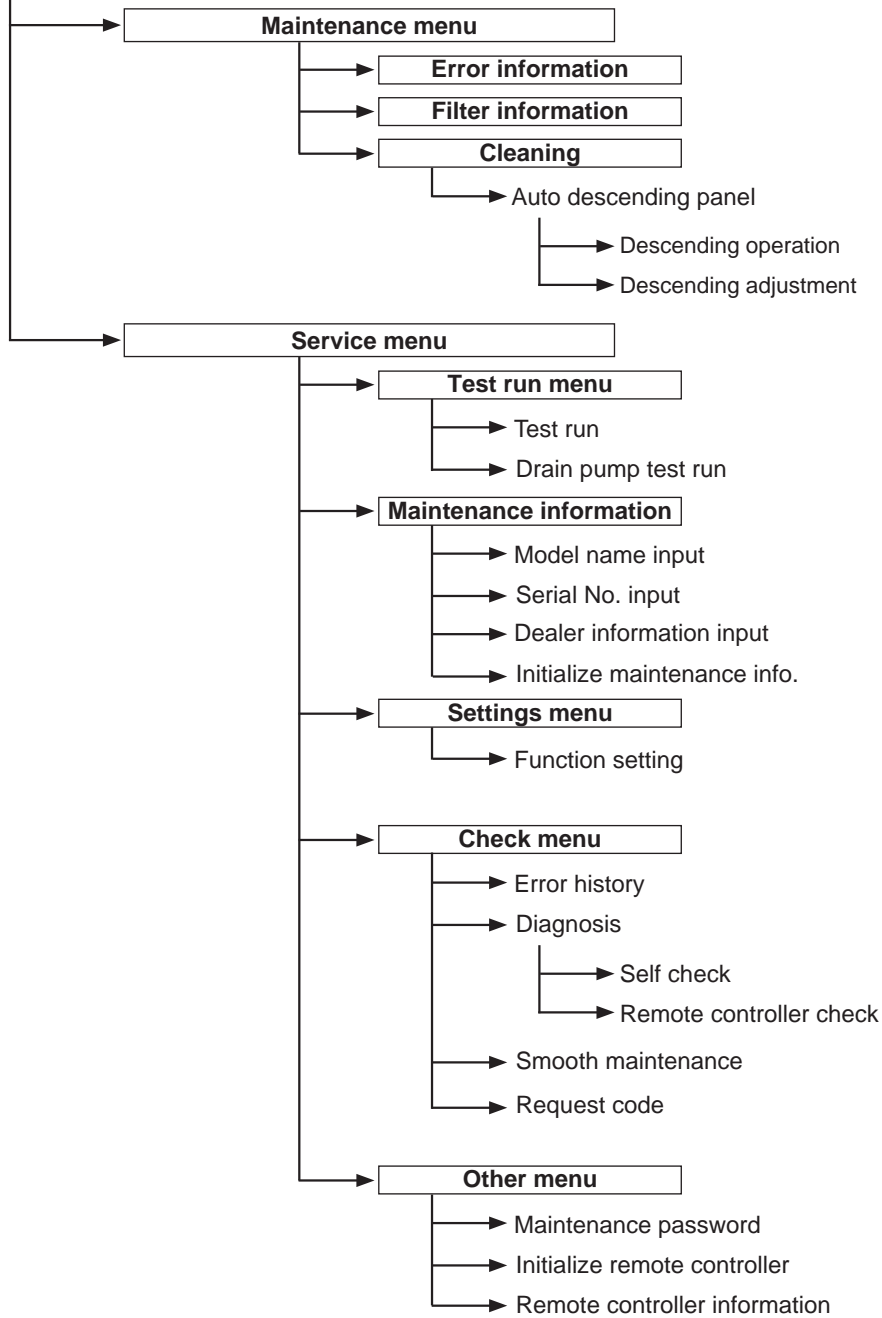 Maintenance menu
Error information
Filter information
Cleaning
Auto descending panel
Descending operation
Descending adjustment
Service menu
Test run menu
Test run
Drain pump test run
Maintenance information
Model name input
Serial No. input
Dealer information input
Initialize maintenance info.
Settings menu
Function setting
Check menu
Error history
Diagnosis
Self check
Remote controller check
Smooth maintenance
Request code
Other menu
Maintenance password
Initialize remote controller
Remote controller information